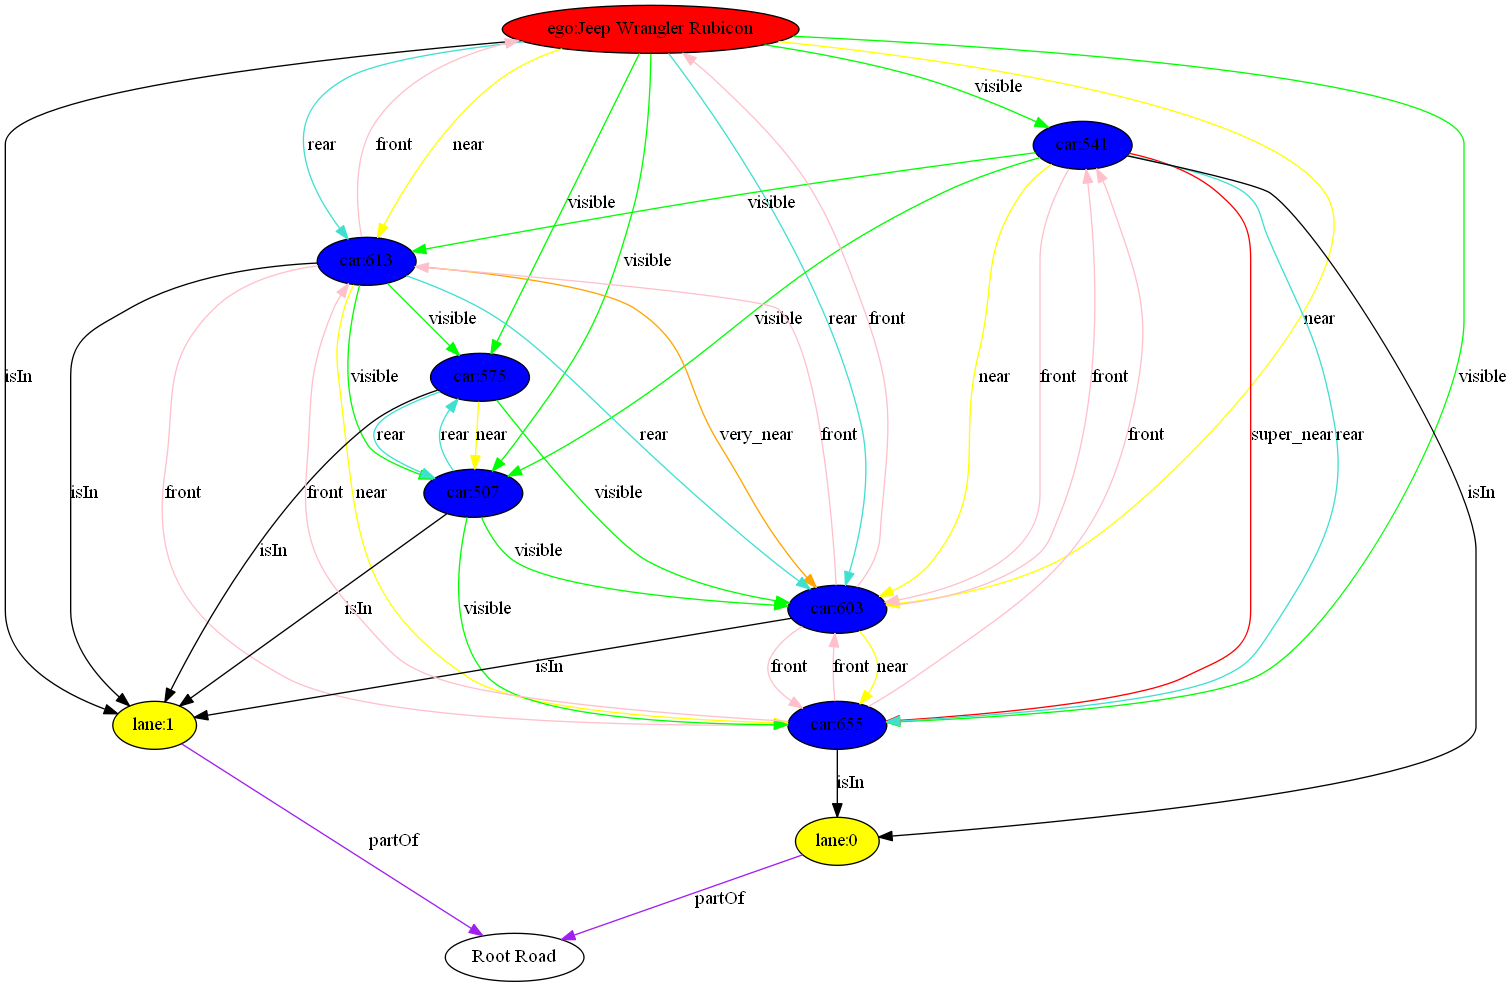 ego:Jeep Wrangler Rubicon
visible
car:541
rear
front
near
visible
visible
car:613
visible
visible
rear
front
visible
near
car:575
isIn
visible
rear
rear
near
rear
very_near
front
near
front
front
front
super_near
rear
isIn
front
front
near
car:507
visible
isIn
isIn
visible
isIn
visible
car:603
isIn
front
front
near
lane:1
car:655
isIn
partOf
lane:0
partOf
Root Road